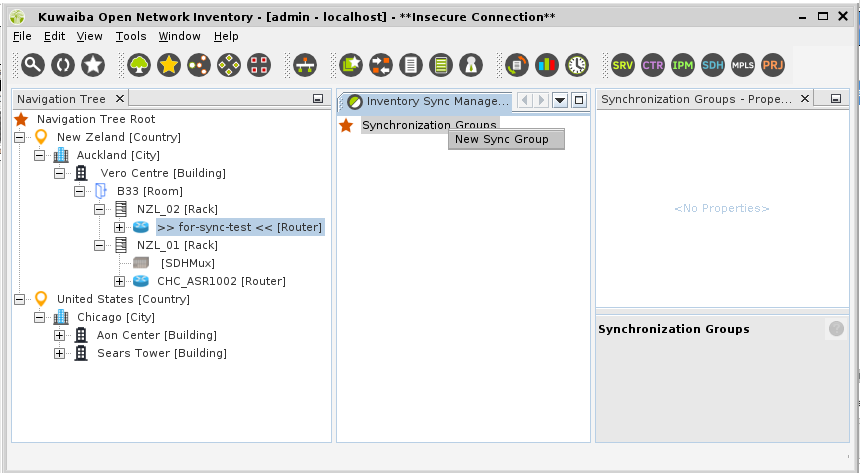 Kuwaiba Open Network Inventory - [admin - localhost] - **Insecure Connection**
File Edit View Tools Window Help
SRV CTR IPM SDH MPLS PRJ
Navigation Tree
Navigation Tree Root
New Zeland [Country]
Auckland [City]
Vero Centre [Building]
B33 [Room]
NZL_02 [Rack]
>> for-sync-test << [Router]
NZL_01 [Rack]
[SDHMux]
CHC_ASR1002 [Router]
United States [Country]
Chicago [City]
Aon Center [Building]
Sears Tower [Building]
Inventory Sync Manage...
Synchronization Groups
New Sync Group
Synchronization Groups - Prope...
<No Properties>
Synchronization Groups
?